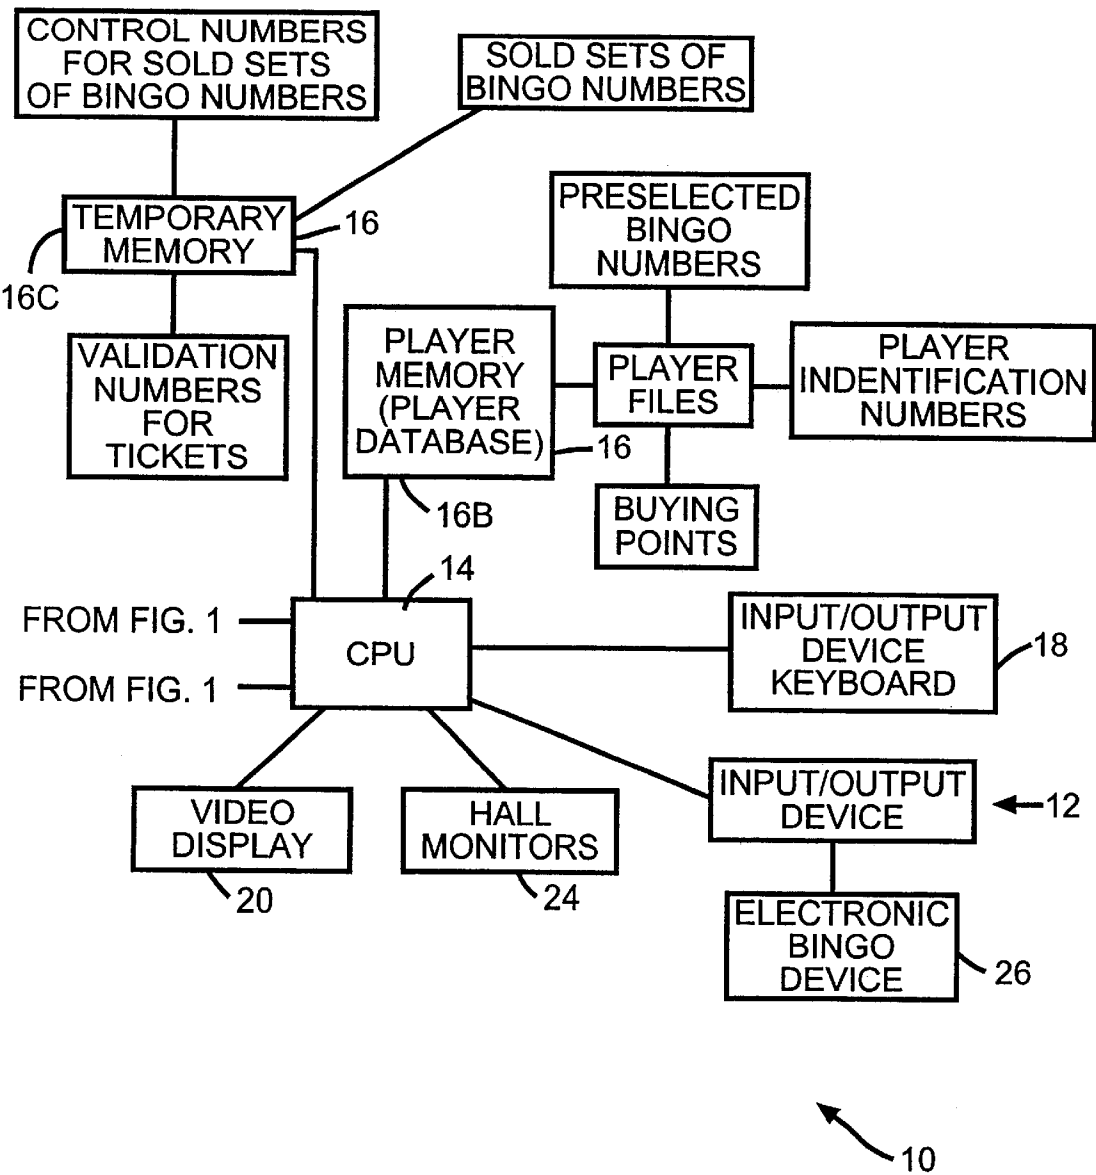 CONTROL NUMBERS
FOR SOLD SETS
OF BINGO NUMBERS
SOLD SETS OF
BINGO NUMBERS
TEMPORARY
MEMORY
16
16C
PRESELECTED
BINGO
NUMBERS
VALIDATION
NUMBERS
FOR
TICKETS
PLAYER
MEMORY
(PLAYER
DATABASE)
16
16B
PLAYER
FILES
PLAYER
INDENTIFICATION
NUMBERS
BUYING
POINTS
14
FROM FIG. 1
FROM FIG. 1
CPU
INPUT/OUTPUT
DEVICE
KEYBOARD
18
VIDEO
DISPLAY
20
HALL
MONITORS
24
INPUT/OUTPUT
DEVICE
12
ELECTRONIC
BINGO
DEVICE
26
10